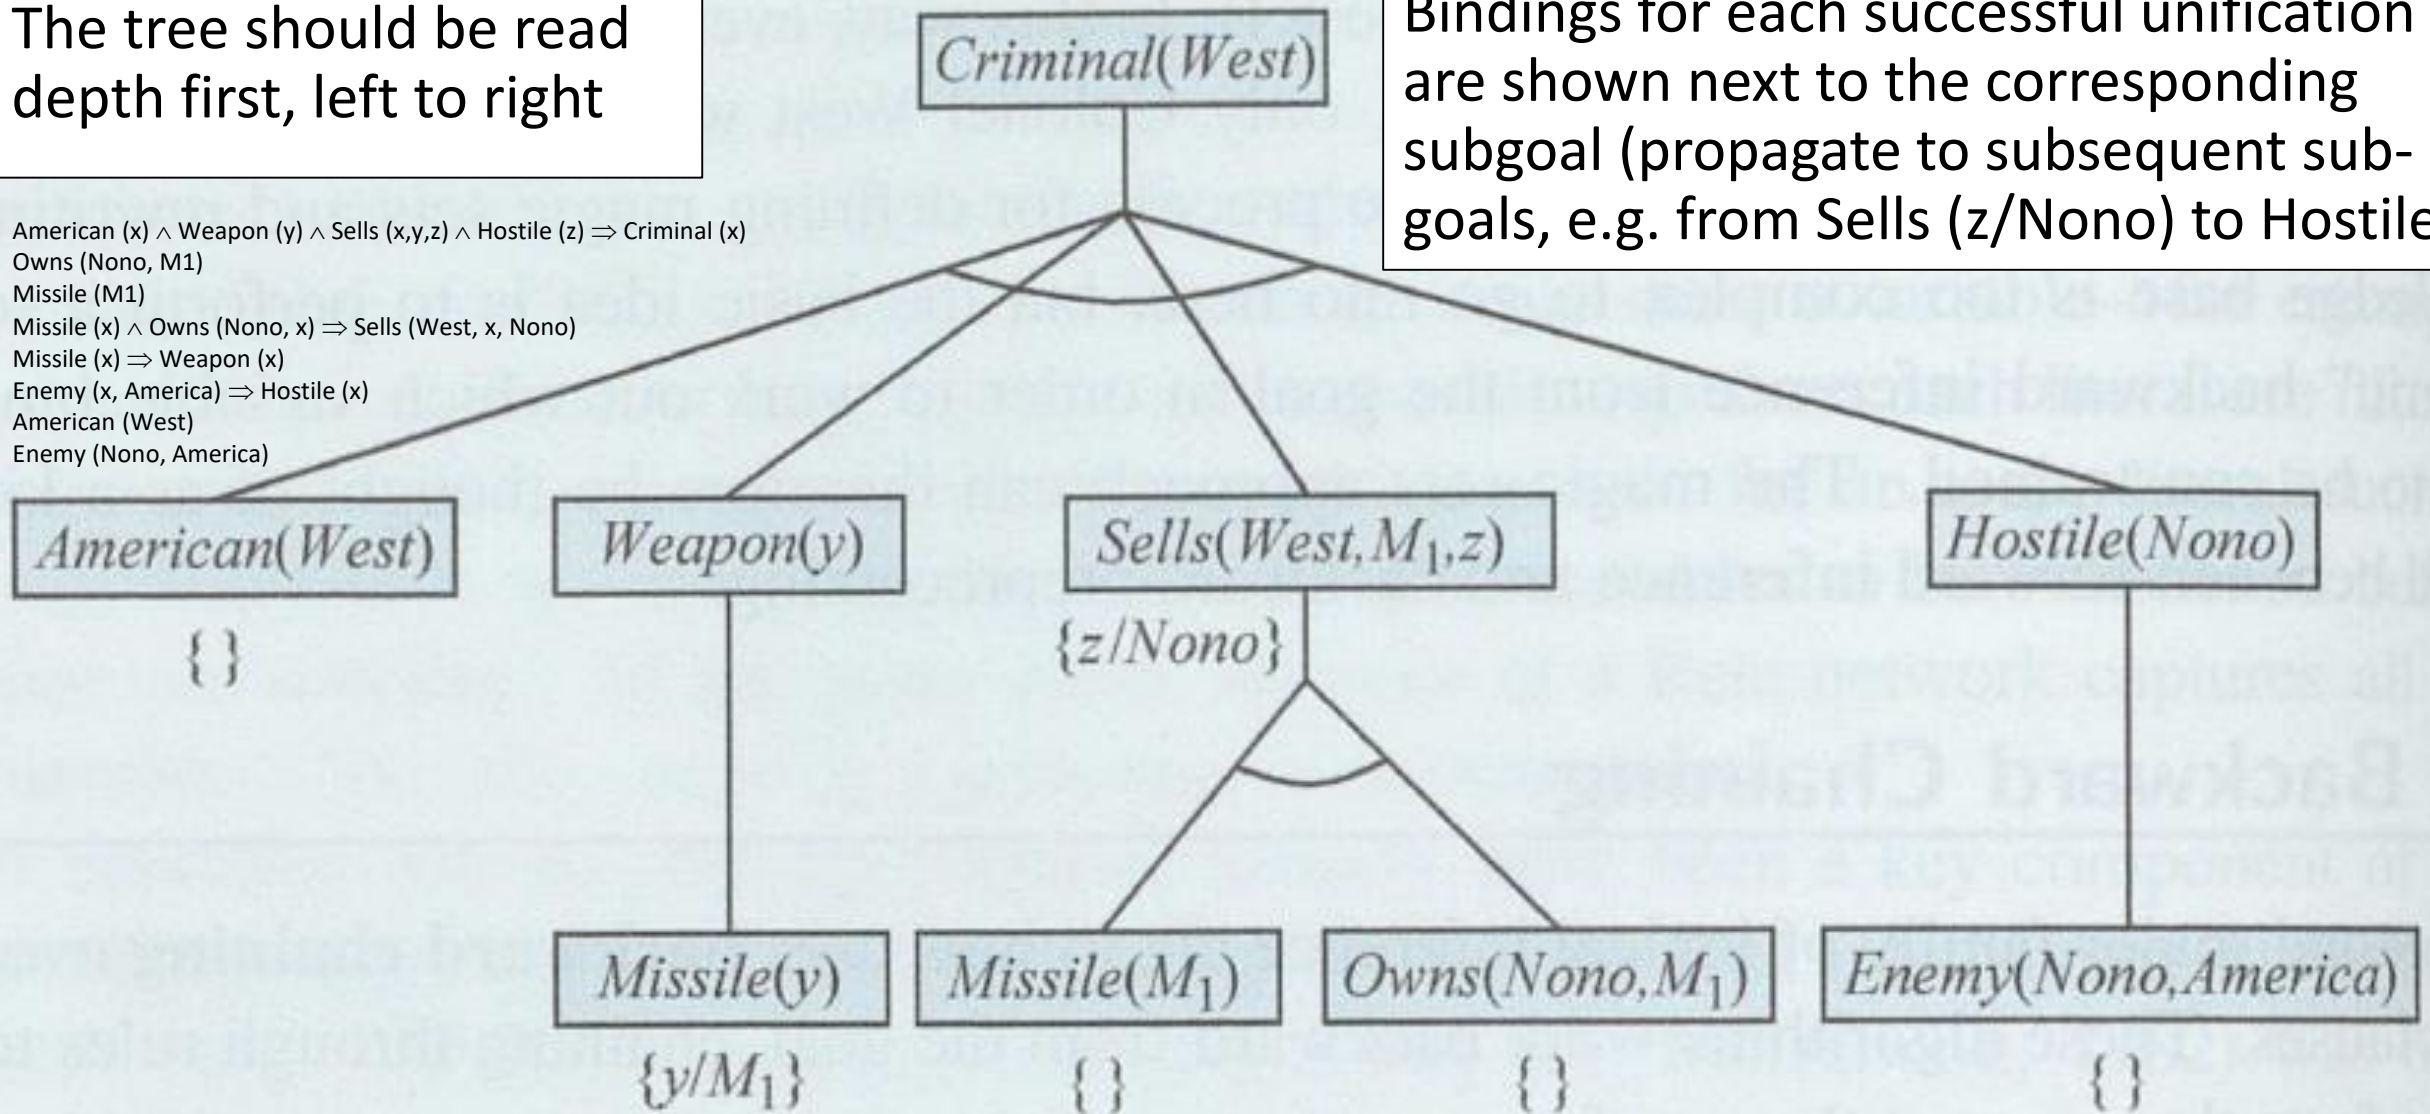 The tree should be read
depth first, left to right
Bindings for each successful unification
are shown next to the corresponding
subgoal (propagate to subsequent sub-
goals, e.g. from Sells (z/Nono) to Hostile
American (x) ∧ Weapon (y) ∧ Sells (x,y,z) ∧ Hostile (z) ⇒ Criminal (x)
Owns (Nono, M1)
Missile (M1)
Missile (x) ∧ Owns (Nono, x) ⇒ Sells (West, x, Nono)
Missile (x) ⇒ Weapon (x)
Enemy (x, America) ⇒ Hostile (x)
American (West)
Enemy (Nono, America)
Criminal(West)
American(West)
Weapon(y)
Sells(West,M₁,z)
Hostile(Nono)
{ }
{z/Nono}
Missile(y)
Missile(M₁)
Owns(Nono,M₁)
Enemy(Nono,America)
{y/M₁}
{ }
{ }
{ }